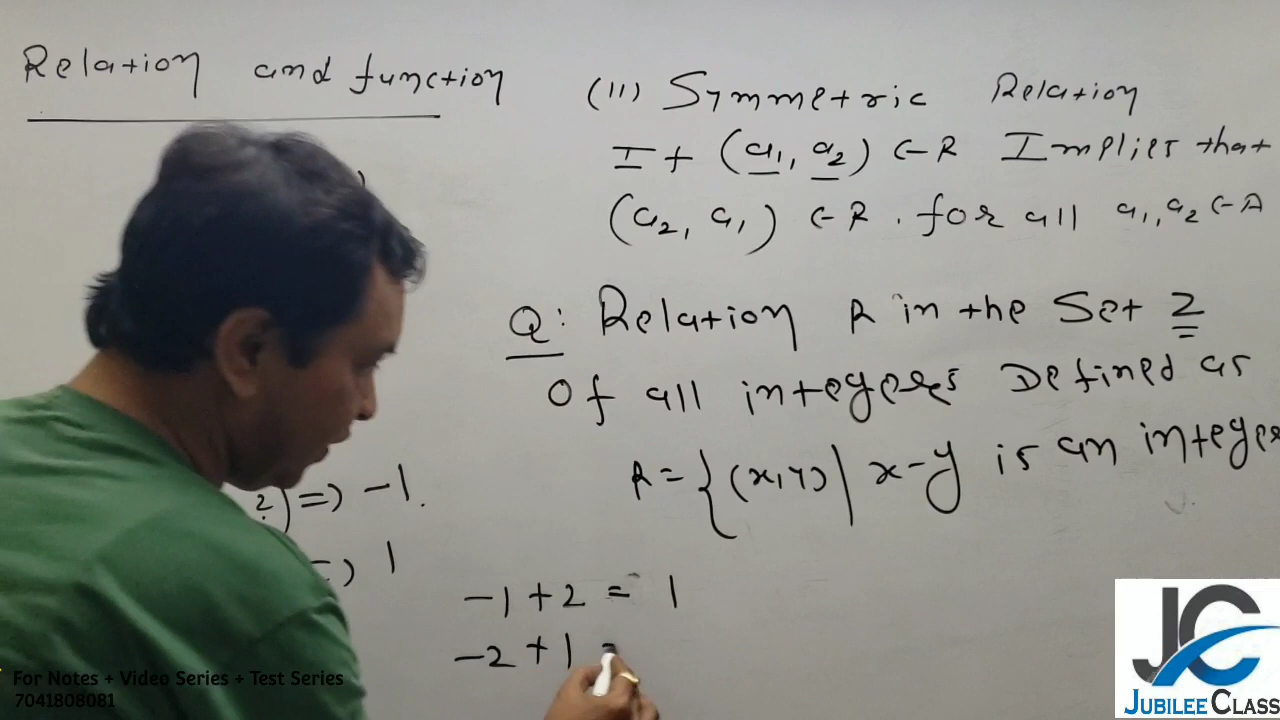 Relation and function
(11) Symmetric Relation
If (a1, a2) ∈ R Implies that
(a2, a1) ∈ R . for all a1, a2 ∈ A
Q: Relation R in the Set Z
Of all integers Defined as
R = {(x,y) | x-y is an integer
2) => -1.
=) 1
-1 + 2 = 1
-2 + 1 =
For Notes + Video Series + Test Series
7041808081
JC
JUBILEE CLASS